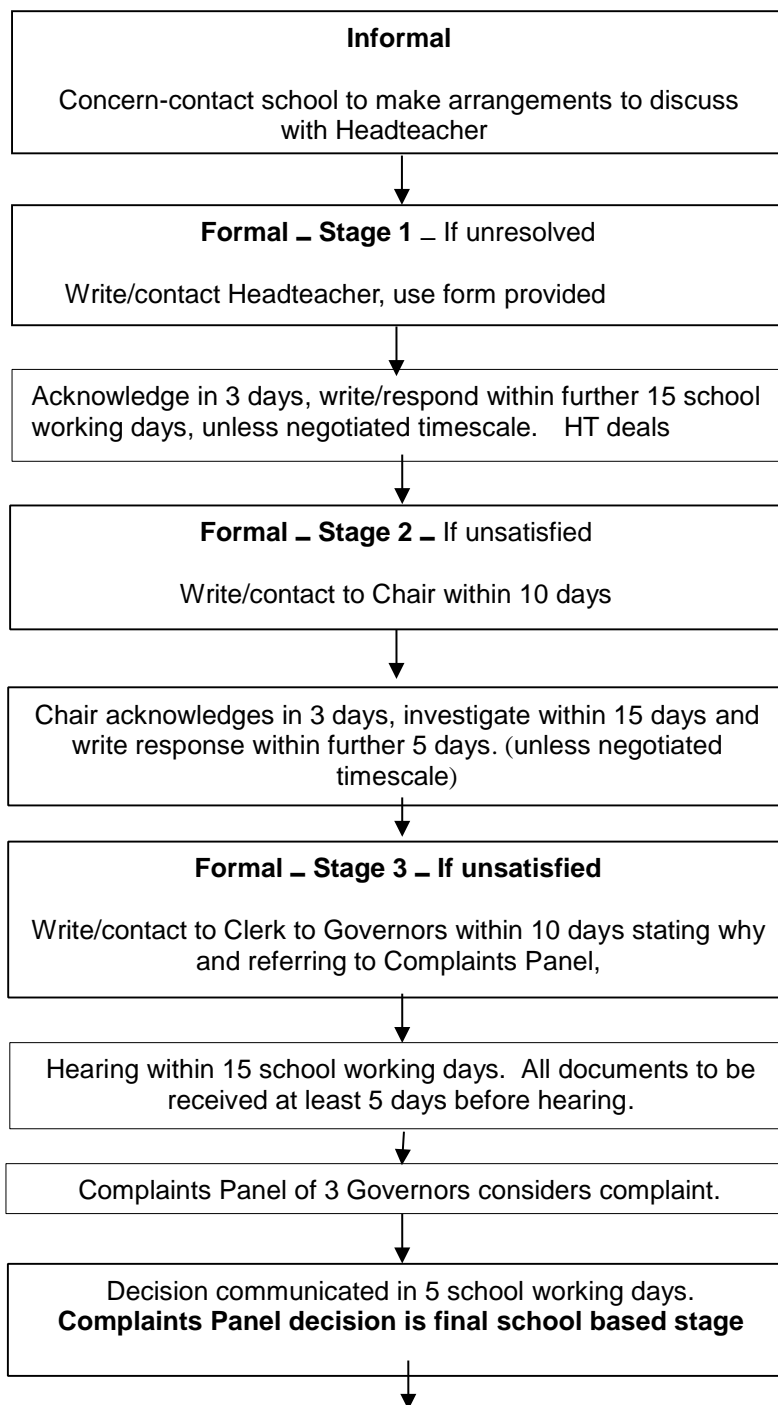 Informal
Concern-contact school to make arrangements to discuss
with Headteacher
Formal – Stage 1 – If unresolved
Write/contact Headteacher, use form provided
Acknowledge in 3 days, write/respond within further 15 school
working days, unless negotiated timescale. HT deals
Formal – Stage 2 – If unsatisfied
Write/contact to Chair within 10 days
Chair acknowledges in 3 days, investigate within 15 days and
write response within further 5 days. (unless negotiated
timescale)
Formal – Stage 3 – If unsatisfied
Write/contact to Clerk to Governors within 10 days stating why
and referring to Complaints Panel,
Hearing within 15 school working days. All documents to be
received at least 5 days before hearing.
Complaints Panel of 3 Governors considers complaint.
Decision communicated in 5 school working days.
Complaints Panel decision is final school based stage